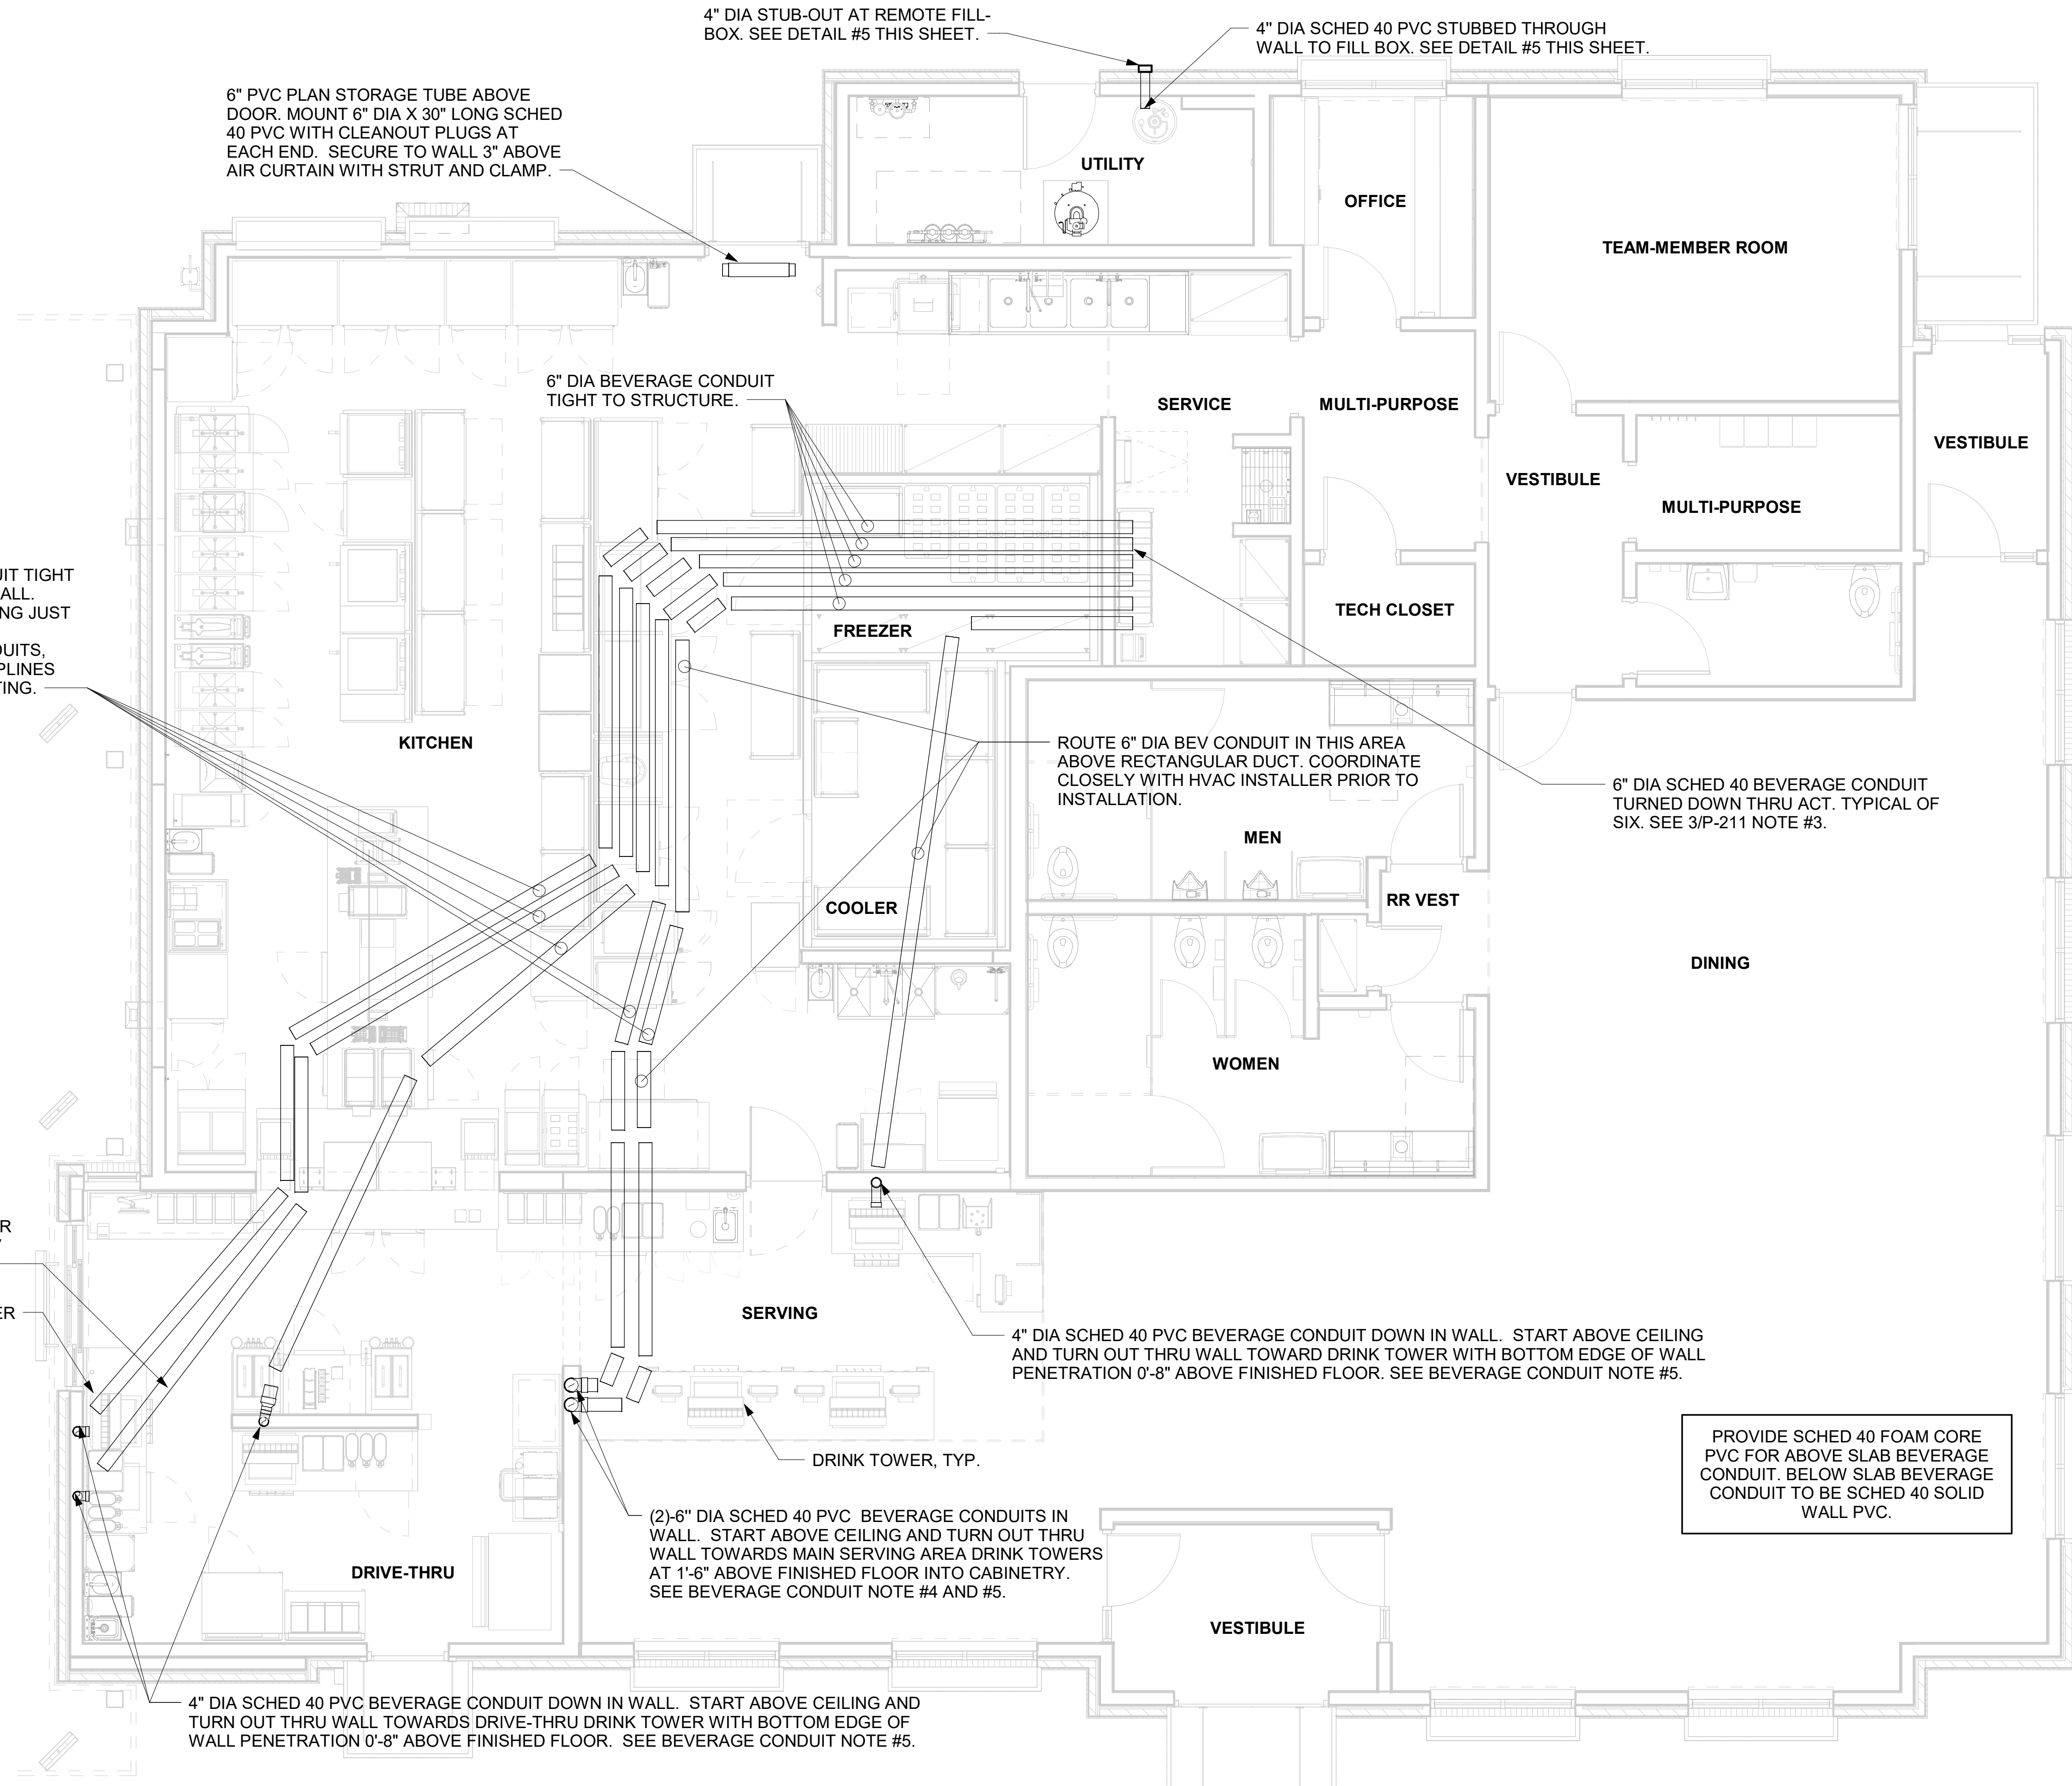 4" DIA STUB-OUT AT REMOTE FILL-
BOX. SEE DETAIL #5 THIS SHEET.
4" DIA SCHED 40 PVC STUBBED THROUGH
WALL TO FILL BOX. SEE DETAIL #5 THIS SHEET.
6" PVC PLAN STORAGE TUBE ABOVE
DOOR. MOUNT 6" DIA X 30" LONG SCHED
40 PVC WITH CLEANOUT PLUGS AT
EACH END. SECURE TO WALL 3" ABOVE
AIR CURTAIN WITH STRUT AND CLAMP.
UTILITY
OFFICE
TEAM-MEMBER ROOM
6" DIA BEVERAGE CONDUIT
TIGHT TO STRUCTURE.
SERVICE
MULTI-PURPOSE
VESTIBULE
VESTIBULE
MULTI-PURPOSE
UIT TIGHT
ALL.
NG JUST
DUITS,
PLINES
TING.
TECH CLOSET
FREEZER
KITCHEN
ROUTE 6" DIA BEV CONDUIT IN THIS AREA
ABOVE RECTANGULAR DUCT. COORDINATE
CLOSELY WITH HVAC INSTALLER PRIOR TO
INSTALLATION.
6" DIA SCHED 40 BEVERAGE CONDUIT
TURNED DOWN THRU ACT. TYPICAL OF
SIX. SEE 3/P-211 NOTE #3.
MEN
RR VEST
COOLER
DINING
WOMEN
R
ER
SERVING
4" DIA SCHED 40 PVC BEVERAGE CONDUIT DOWN IN WALL. START ABOVE CEILING
AND TURN OUT THRU WALL TOWARD DRINK TOWER WITH BOTTOM EDGE OF WALL
PENETRATION 0'-8" ABOVE FINISHED FLOOR. SEE BEVERAGE CONDUIT NOTE #5.
DRINK TOWER, TYP.
PROVIDE SCHED 40 FOAM CORE
PVC FOR ABOVE SLAB BEVERAGE
CONDUIT. BELOW SLAB BEVERAGE
CONDUIT TO BE SCHED 40 SOLID
WALL PVC.
(2)-6" DIA SCHED 40 PVC BEVERAGE CONDUITS IN
WALL. START ABOVE CEILING AND TURN OUT THRU
WALL TOWARDS MAIN SERVING AREA DRINK TOWERS
AT 1'-6" ABOVE FINISHED FLOOR INTO CABINETRY.
SEE BEVERAGE CONDUIT NOTE #4 AND #5.
DRIVE-THRU
VESTIBULE
4" DIA SCHED 40 PVC BEVERAGE CONDUIT DOWN IN WALL. START ABOVE CEILING AND
TURN OUT THRU WALL TOWARDS DRIVE-THRU DRINK TOWER WITH BOTTOM EDGE OF
WALL PENETRATION 0'-8" ABOVE FINISHED FLOOR. SEE BEVERAGE CONDUIT NOTE #5.